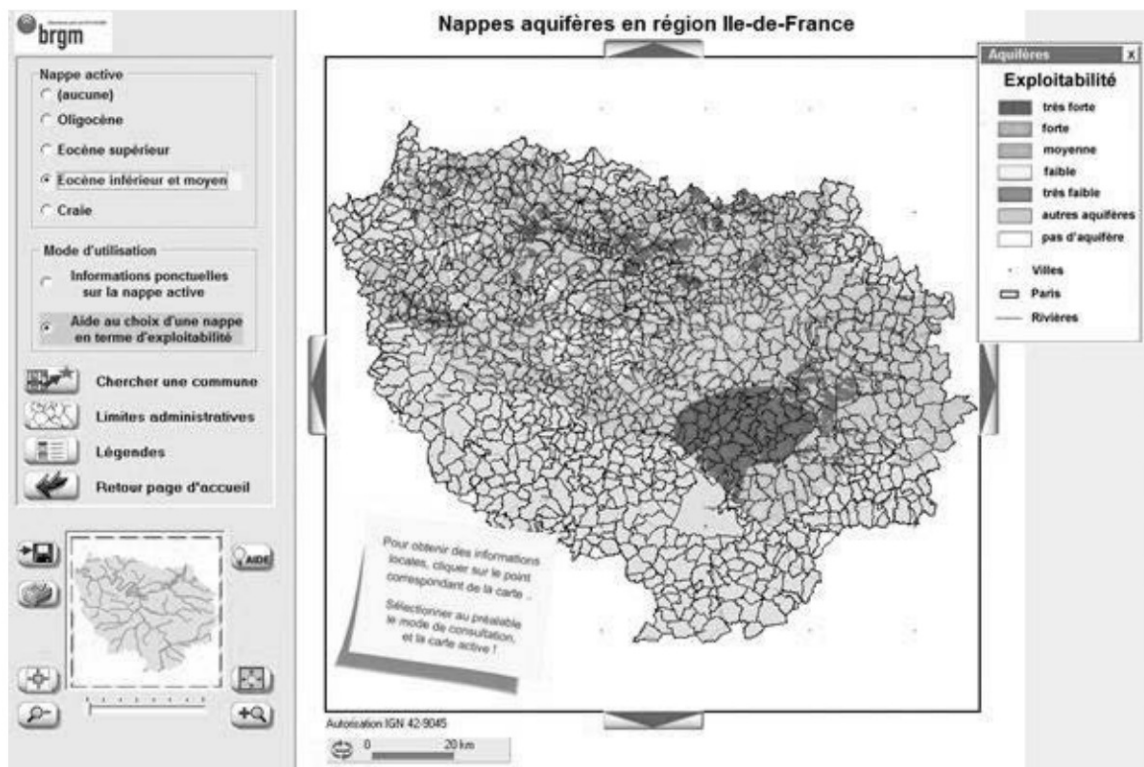 Nappes aquifères en région Ile-de-France
brgm
Nappe active
(aucune)
Oligocène
Eocène supérieur
Eocène inférieur et moyen
Craie
Mode d'utilisation
Informations ponctuelles
sur la nappe active
Aide au choix d'une nappe
en terme d'exploitabilité
Chercher une commune
Limites administratives
Légendes
Retour page d'accueil
AIDE
Aquifères
X
Exploitabilité
très forte
forte
moyenne
faible
très faible
autres aquifères
pas d'aquifère
Villes
Paris
Rivières
Pour obtenir des informations
locales, cliquer sur le point
correspondant de la carte ..
Sélectionner au préalable
le mode de consultation,
et la carte active !
Autorisation IGN 42-9045
0 20 km